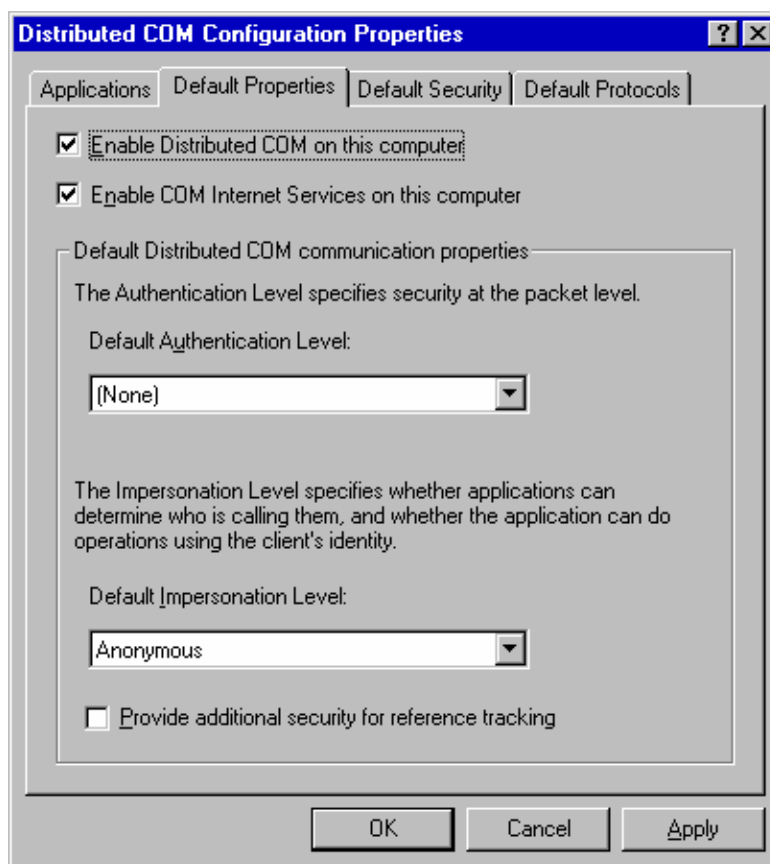 Distributed COM Configuration Properties
Applications Default Properties Default Security Default Protocols
Enable Distributed COM on this computer
Enable COM Internet Services on this computer
Default Distributed COM communication properties
The Authentication Level specifies security at the packet level.
Default Authentication Level:
(None)
The Impersonation Level specifies whether applications can
determine who is calling them, and whether the application can do
operations using the client's identity.
Default Impersonation Level:
Anonymous
Provide additional security for reference tracking
OK Cancel Apply